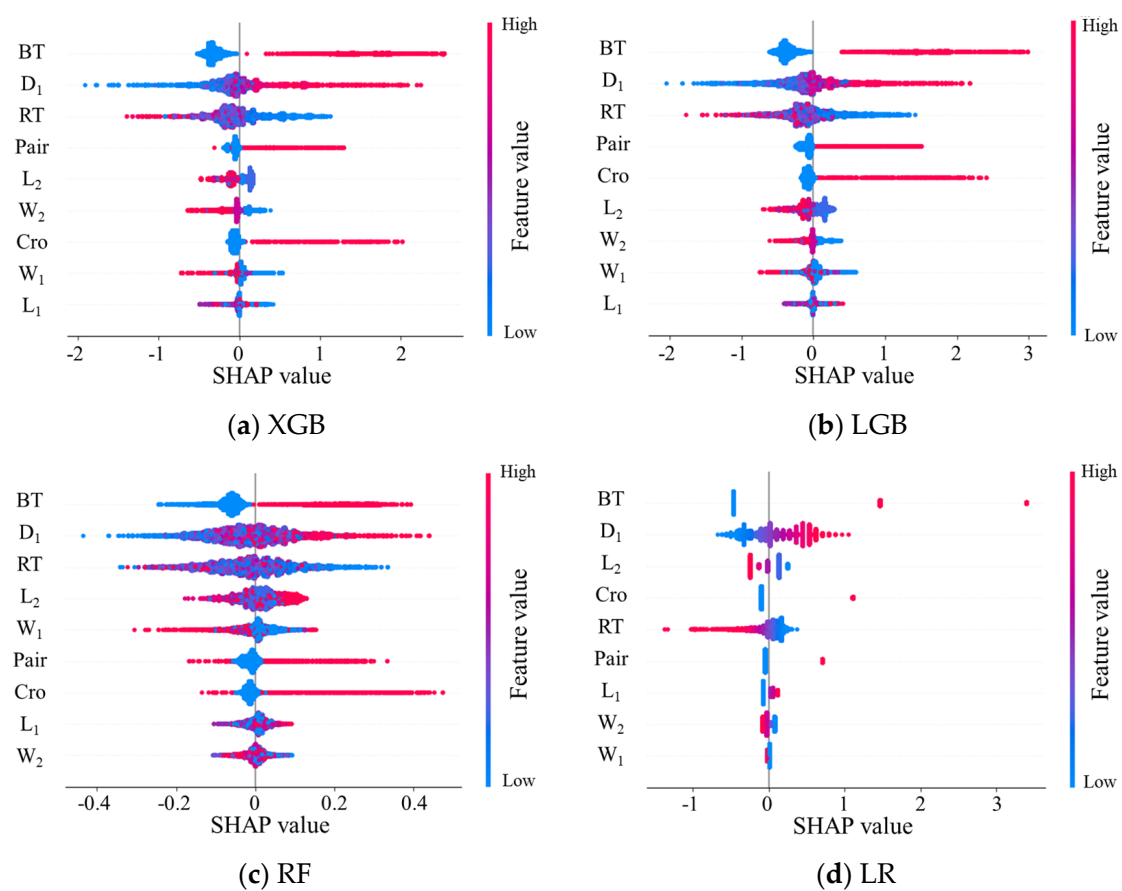 High
BT
D₁
RT
Pair
L₂
W₂
Cro
W₁
L₁
Feature value
Low
-2 -1 0 1 2
SHAP value
(a) XGB
High
BT
D₁
RT
Pair
Cro
L₂
W₂
W₁
L₁
Feature value
Low
-2 -1 0 1 2 3
SHAP value
(b) LGB
High
BT
D₁
RT
L₂
W₁
Pair
Cro
L₁
W₂
Feature value
Low
-0.4 -0.2 0 0.2 0.4
SHAP value
(c) RF
High
BT
D₁
L₂
Cro
RT
Pair
L₁
W₂
W₁
Feature value
Low
-1 0 1 2 3
SHAP value
(d) LR